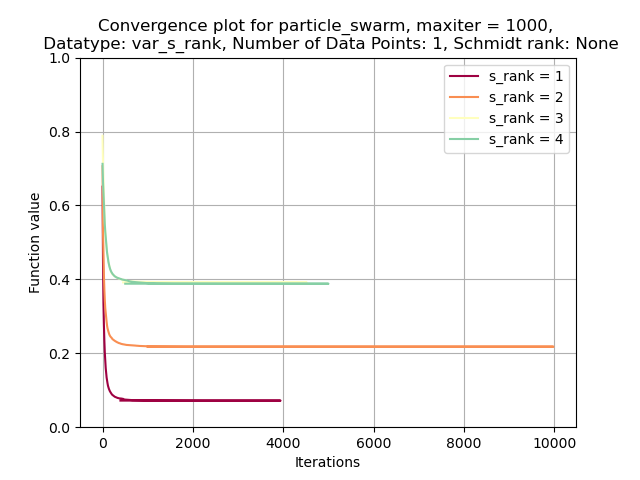 Convergence plot for particle_swarm, maxiter = 1000,
Datatype: var_s_rank, Number of Data Points: 1, Schmidt rank: None
1.0
0.8
0.6
0.4
0.2
0.0
Function value
s_rank = 1
s_rank = 2
s_rank = 3
s_rank = 4
0 2000 4000 6000 8000 10000
Iterations